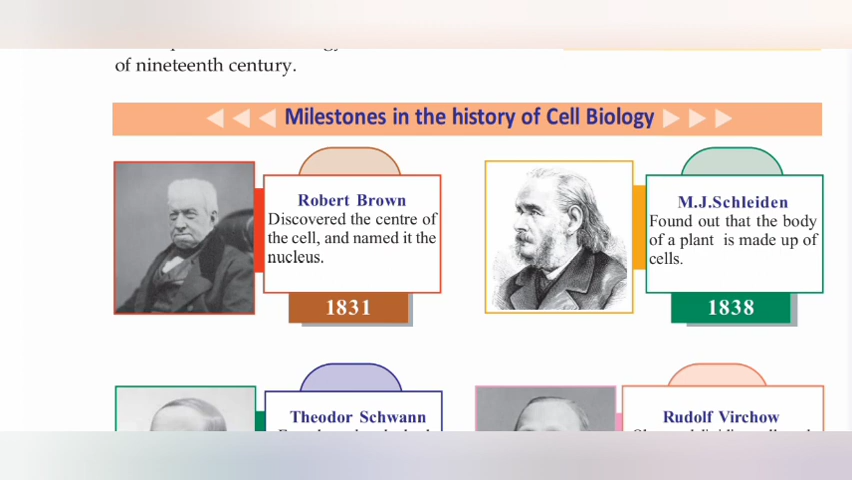 of nineteenth century.
Milestones in the history of Cell Biology
Robert Brown
Discovered the centre of
the cell, and named it the
nucleus.
1831
M.J.Schleiden
Found out that the body
of a plant is made up of
cells.
1838
Theodor Schwann
Rudolf Virchow